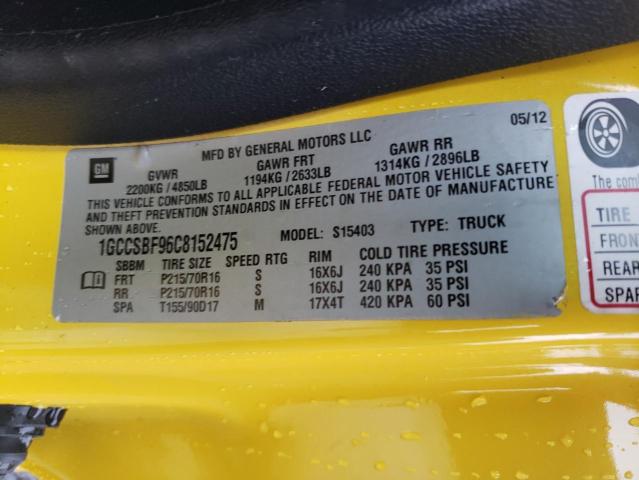 05/12
MFD BY GENERAL MOTORS LLC
GM
GVWR GAWR FRT GAWR RR
2200KG / 4850LB 1194KG / 2633LB 1314KG / 2896LB
THIS VEHICLE CONFORMS TO ALL APPLICABLE FEDERAL MOTOR VEHICLE SAFETY
AND THEFT PREVENTION STANDARDS IN EFFECT ON THE DATE OF MANUFACTURE
SHOWN ABOVE.
1GCCSBF96C8152475 MODEL: S15403 TYPE: TRUCK
SBBM TIRE SIZE SPEED RTG RIM COLD TIRE PRESSURE
FRT P215/70R16 S 16X6J 240 KPA 35 PSI
RR P215/70R16 S 16X6J 240 KPA 35 PSI
SPA T155/90D17 M 17X4T 420 KPA 60 PSI
The
TIRE
FRON
REAR
SPAR